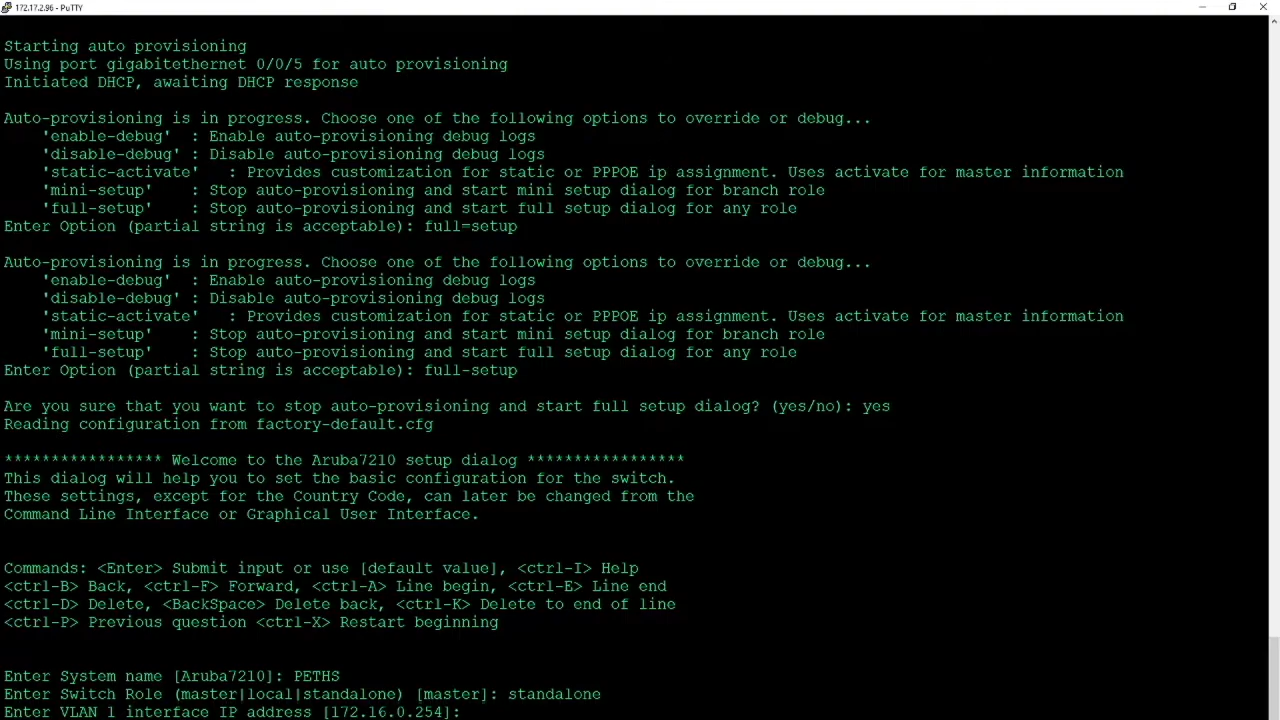 172.17.2.96 - PuTTY
Starting auto provisioning
Using port gigabitethernet 0/0/5 for auto provisioning
Initiated DHCP, awaiting DHCP response
Auto-provisioning is in progress. Choose one of the following options to override or debug...
'enable-debug' : Enable auto-provisioning debug logs
'disable-debug' : Disable auto-provisioning debug logs
'static-activate' : Provides customization for static or PPPOE ip assignment. Uses activate for master information
'mini-setup' : Stop auto-provisioning and start mini setup dialog for branch role
'full-setup' : Stop auto-provisioning and start full setup dialog for any role
Enter Option (partial string is acceptable): full=setup
Auto-provisioning is in progress. Choose one of the following options to override or debug...
'enable-debug' : Enable auto-provisioning debug logs
'disable-debug' : Disable auto-provisioning debug logs
'static-activate' : Provides customization for static or PPPOE ip assignment. Uses activate for master information
'mini-setup' : Stop auto-provisioning and start mini setup dialog for branch role
'full-setup' : Stop auto-provisioning and start full setup dialog for any role
Enter Option (partial string is acceptable): full-setup
Are you sure that you want to stop auto-provisioning and start full setup dialog? (yes/no): yes
Reading configuration from factory-default.cfg
***************** Welcome to the Aruba7210 setup dialog *****************
This dialog will help you to set the basic configuration for the switch.
These settings, except for the Country Code, can later be changed from the
Command Line Interface or Graphical User Interface.
Commands: <Enter> Submit input or use [default value], <ctrl-I> Help
<ctrl-B> Back, <ctrl-F> Forward, <ctrl-A> Line begin, <ctrl-E> Line end
<ctrl-D> Delete, <BackSpace> Delete back, <ctrl-K> Delete to end of line
<ctrl-P> Previous question <ctrl-X> Restart beginning
Enter System name [Aruba7210]: PETHS
Enter Switch Role (master|local|standalone) [master]: standalone
Enter VLAN 1 interface IP address [172.16.0.254]: